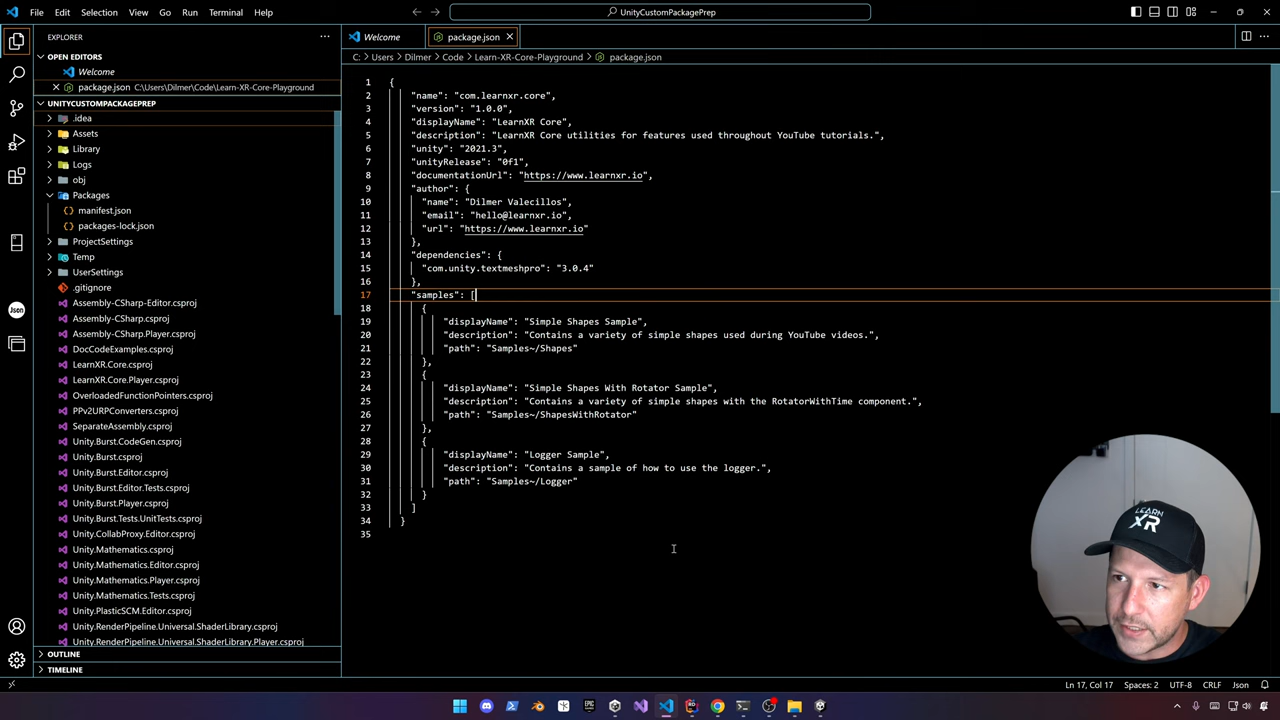 File Edit Selection View Go Run Terminal Help
UnityCustomPackagePrep
EXPLORER
OPEN EDITORS
Welcome
package.json C:\Users\Dilmer\Code\Learn-XR-Core-Playground
UNITYCUSTOMPACKAGEPREP
.idea
Assets
Library
Logs
obj
Packages
manifest.json
packages-lock.json
ProjectSettings
Temp
UserSettings
.gitignore
Assembly-CSharp-Editor.csproj
Assembly-CSharp.csproj
Assembly-CSharp.Player.csproj
DocCodeExamples.csproj
LearnXR.Core.csproj
LearnXR.Core.Player.csproj
OverloadedFunctionPointers.csproj
PPv2URPConverters.csproj
SeparateAssembly.csproj
Unity.Burst.CodeGen.csproj
Unity.Burst.csproj
Unity.Burst.Editor.csproj
Unity.Burst.Editor.Tests.csproj
Unity.Burst.Player.csproj
Unity.Burst.Tests.UnitTests.csproj
Unity.CollabProxy.Editor.csproj
Unity.Mathematics.csproj
Unity.Mathematics.Editor.csproj
Unity.Mathematics.Player.csproj
Unity.Mathematics.Tests.csproj
Unity.PlasticSCM.Editor.csproj
Unity.RenderPipeline.Universal.ShaderLibrary.csproj
Unity.RenderPipeline.Universal.ShaderLibrary.Player.csproj
OUTLINE
TIMELINE
Json
Welcome package.json
C: > Users > Dilmer > Code > Learn-XR-Core-Playground > package.json
1 {
2 "name": "com.learnxr.core",
3 "version": "1.0.0",
4 "displayName": "LearnXR Core",
5 "description": "LearnXR Core utilities for features used throughout YouTube tutorials.",
6 "unity": "2021.3",
7 "unityRelease": "0f1",
8 "documentationUrl": "https://www.learnxr.io",
9 "author": {
10 "name": "Dilmer Valecillos",
11 "email": "hello@learnxr.io",
12 "url": "https://www.learnxr.io"
13 },
14 "dependencies": {
15 "com.unity.textmeshpro": "3.0.4"
16 },
17 "samples": [
18 {
19 "displayName": "Simple Shapes Sample",
20 "description": "Contains a variety of simple shapes used during YouTube videos.",
21 "path": "Samples~/Shapes"
22 },
23 {
24 "displayName": "Simple Shapes With Rotator Sample",
25 "description": "Contains a variety of simple shapes with the RotatorWithTime component.",
26 "path": "Samples~/ShapesWithRotator"
27 },
28 {
29 "displayName": "Logger Sample",
30 "description": "Contains a sample of how to use the logger.",
31 "path": "Samples~/Logger"
32 }
33 ]
34 }
35
LEARN
XR
Ln 17, Col 17 Spaces: 2 UTF-8 CRLF Json